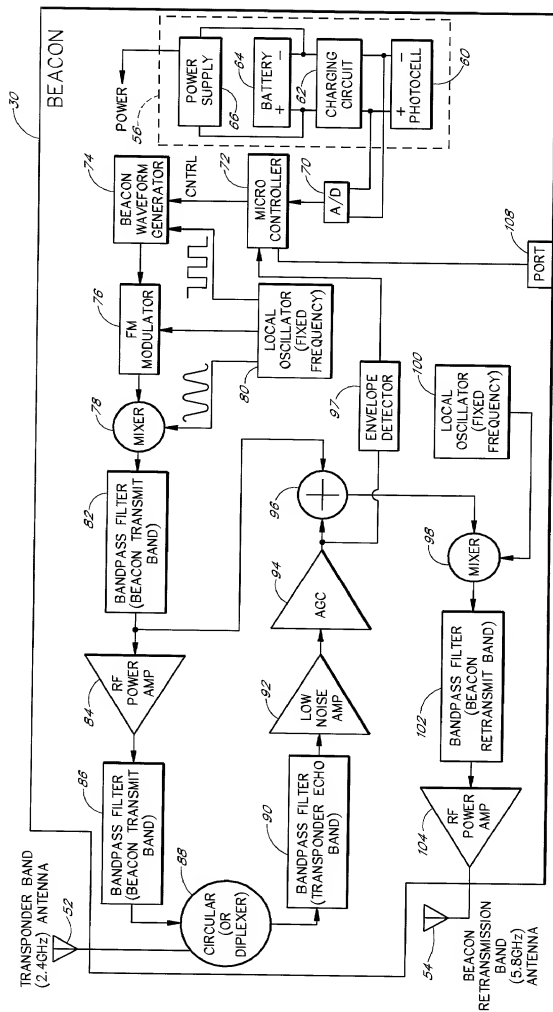 TRANSPONDER BAND
(2.4GHz) ANTENNA
52
30
BEACON
86
BANDPASS FILTER
(BEACON TRANSMIT
BAND)
84
RF
POWER
AMP
82
BANDPASS FILTER
(BEACON TRANSMIT
BAND)
78
MIXER
76
FM
MODULATOR
74
BEACON
WAVEFORM
GENERATOR
POWER
56
POWER
SUPPLY
66
64
+ BATTERY -
62
CHARGING
CIRCUIT
+ PHOTOCELL -
60
CNTRL
72
MICRO
CONTROLLER
70
A/D
LOCAL
OSCILLATOR
(FIXED
FREQUENCY)
80
88
CIRCULAR
(OR
DIPLEXER)
90
BANDPASS FILTER
(TRANSPONDER ECHO
BAND)
92
LOW
NOISE
AMP
94
AGC
96
+
97
ENVELOPE
DETECTOR
100
LOCAL
OSCILLATOR
(FIXED
FREQUENCY)
108
PORT
98
MIXER
102
BANDPASS FILTER
(BEACON
RETRANSMIT BAND)
104
RF
POWER
AMP
54
BEACON
RETRANSMISSION
BAND
(5.8GHz)
ANTENNA